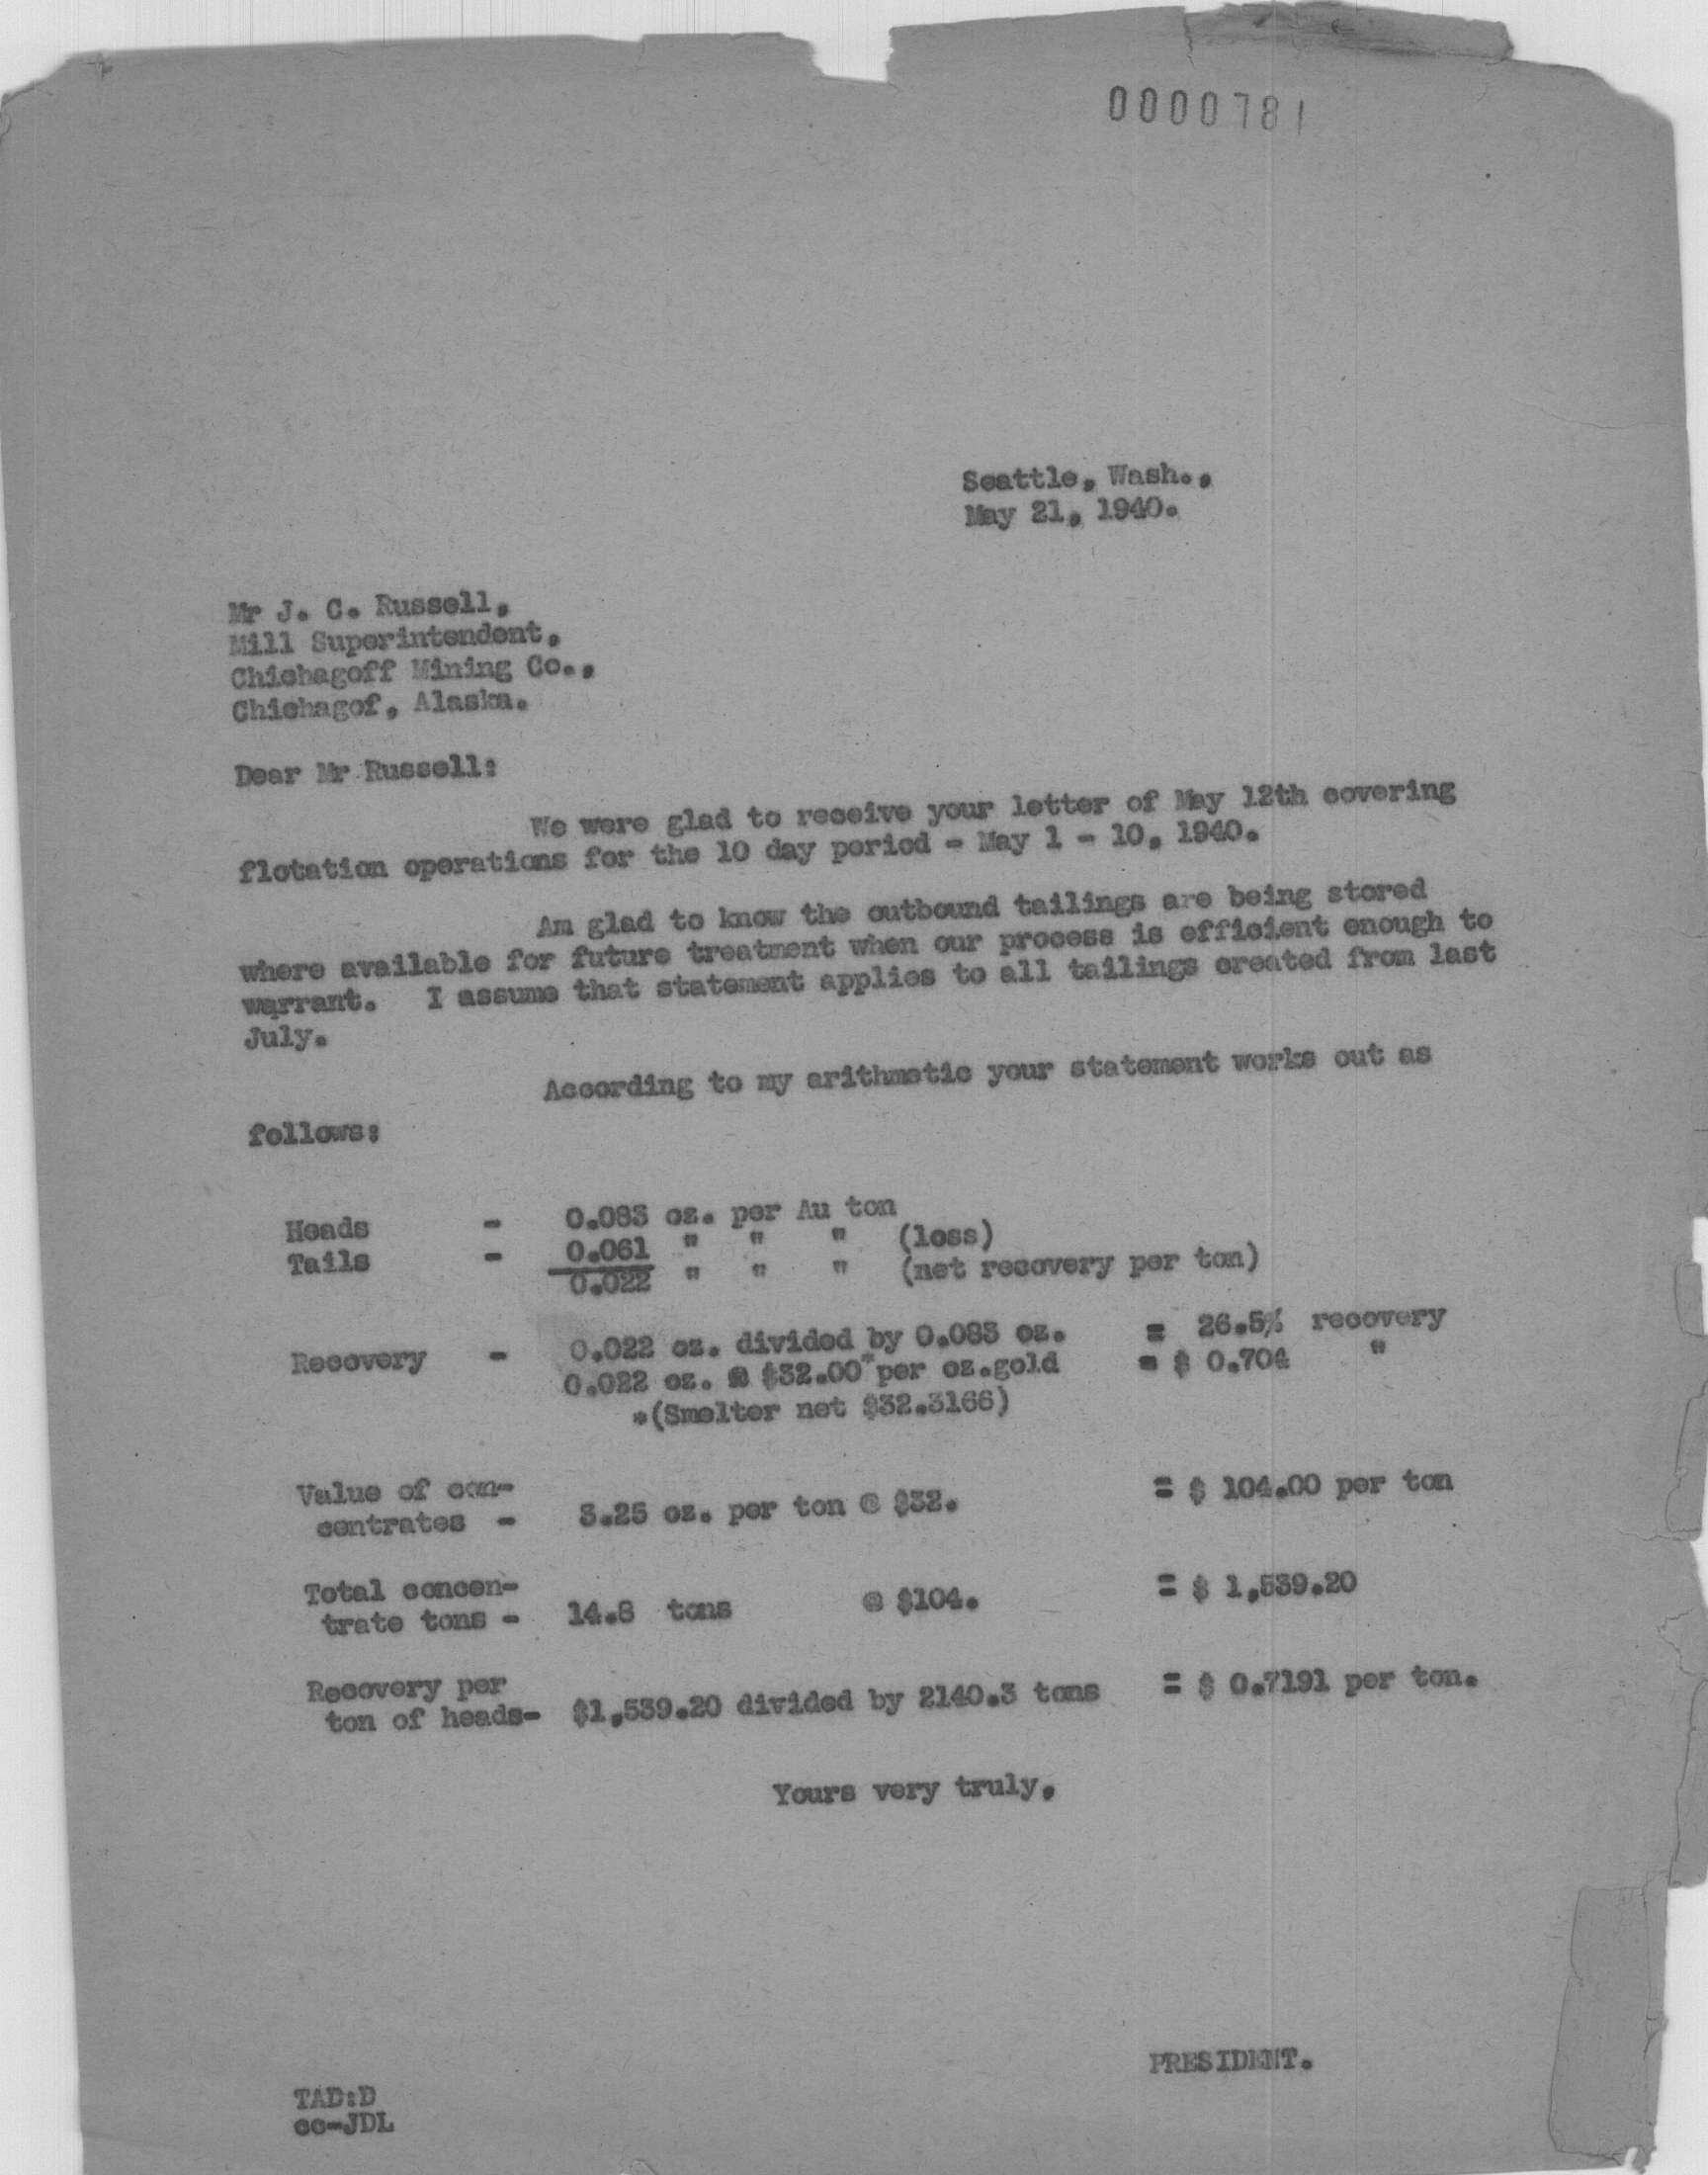 0000781
Seattle, Wash.,
May 21, 1940.
Mr J. C. Russell,
Mill Superintendent,
Chichagoff Mining Co.,
Chichagof, Alaska.
Dear Mr Russell:
We were glad to receive your letter of May 12th covering
flotation operations for the 10 day period - May 1 - 10, 1940.
Am glad to know the outbound tailings are being stored
where available for future treatment when our process is efficient enough to
warrant. I assume that statement applies to all tailings created from last
July.
According to my arithmetic your statement works out as
follows:
Heads - 0.083 oz. per Au ton
Tails - 0.061 " " " (loss)
0.022 " " " (net recovery per ton)
Recovery - 0.022 oz. divided by 0.083 oz. = 26.5% recovery
0.022 oz. @ $32.00* per oz.gold = $ 0.704 "
*(Smelter net $32.3166)
Value of con-
centrates - 3.25 oz. per ton @ $32. = $ 104.00 per ton
Total concen-
trate tons - 14.8 tons @ $104. = $ 1,539.20
Recovery per
ton of heads- $1,539.20 divided by 2140.3 tons = $ 0.7191 per ton.
Yours very truly,
PRESIDENT.
TAD:D
cc-JDL